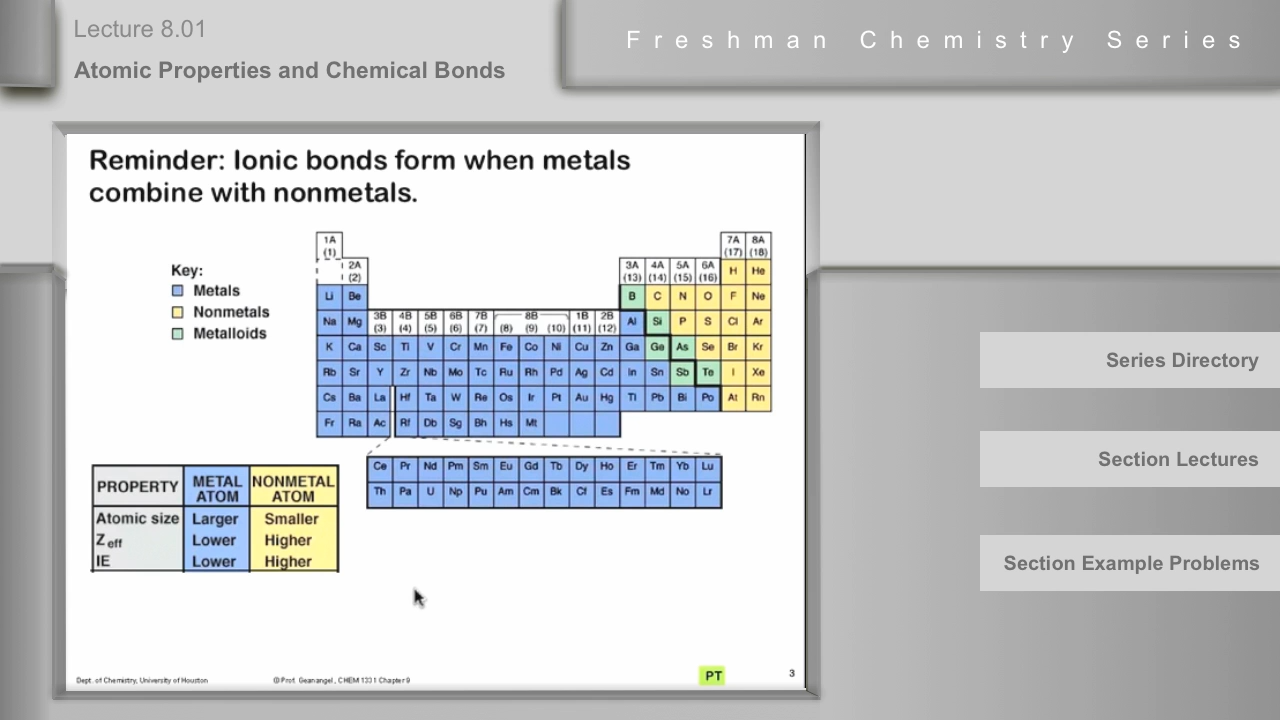 Lecture 8.01
Atomic Properties and Chemical Bonds
Freshman Chemistry Series
Reminder: Ionic bonds form when metals
combine with nonmetals.
Key:
Metals
Nonmetals
Metalloids
1A 7A 8A
(1) (17) (18)
2A 3A 4A 5A 6A H He
(2) (13) (14) (15) (16)
Li Be B C N O F Ne
Na Mg 3B 4B 5B 6B 7B 8B 1B 2B Al Si P S Cl Ar
(3) (4) (5) (6) (7) (8) (9) (10) (11) (12)
K Ca Sc Ti V Cr Mn Fe Co Ni Cu Zn Ga Ge As Se Br Kr
Rb Sr Y Zr Nb Mo Tc Ru Rh Pd Ag Cd In Sn Sb Te I Xe
Cs Ba La Hf Ta W Re Os Ir Pt Au Hg Tl Pb Bi Po At Rn
Fr Ra Ac Rf Db Sg Bh Hs Mt
Ce Pr Nd Pm Sm Eu Gd Tb Dy Ho Er Tm Yb Lu
Th Pa U Np Pu Am Cm Bk Cf Es Fm Md No Lr
PROPERTY METAL ATOM NONMETAL ATOM
Atomic size Larger Smaller
Zeff Lower Higher
IE Lower Higher
Dept. of Chemistry, University of Houston
© Prof. Geanangel, CHEM 1331 Chapter 9
PT
3
Series Directory
Section Lectures
Section Example Problems